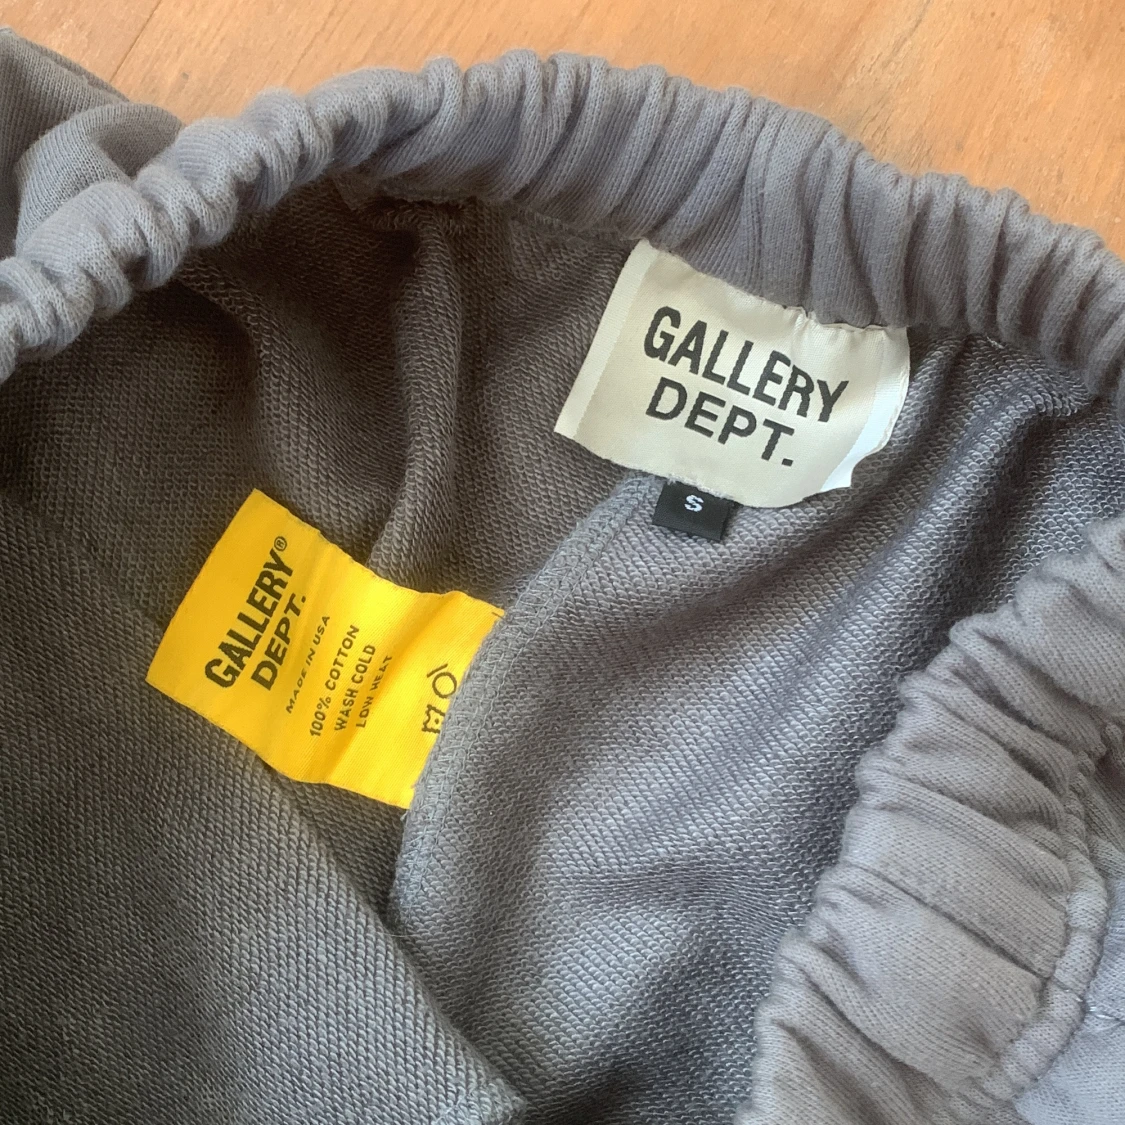 GALLERY
DEPT.
S
GALLERY®
DEPT.
MADE IN USA
100% COTTON
WASH COLD
LOW HEAT